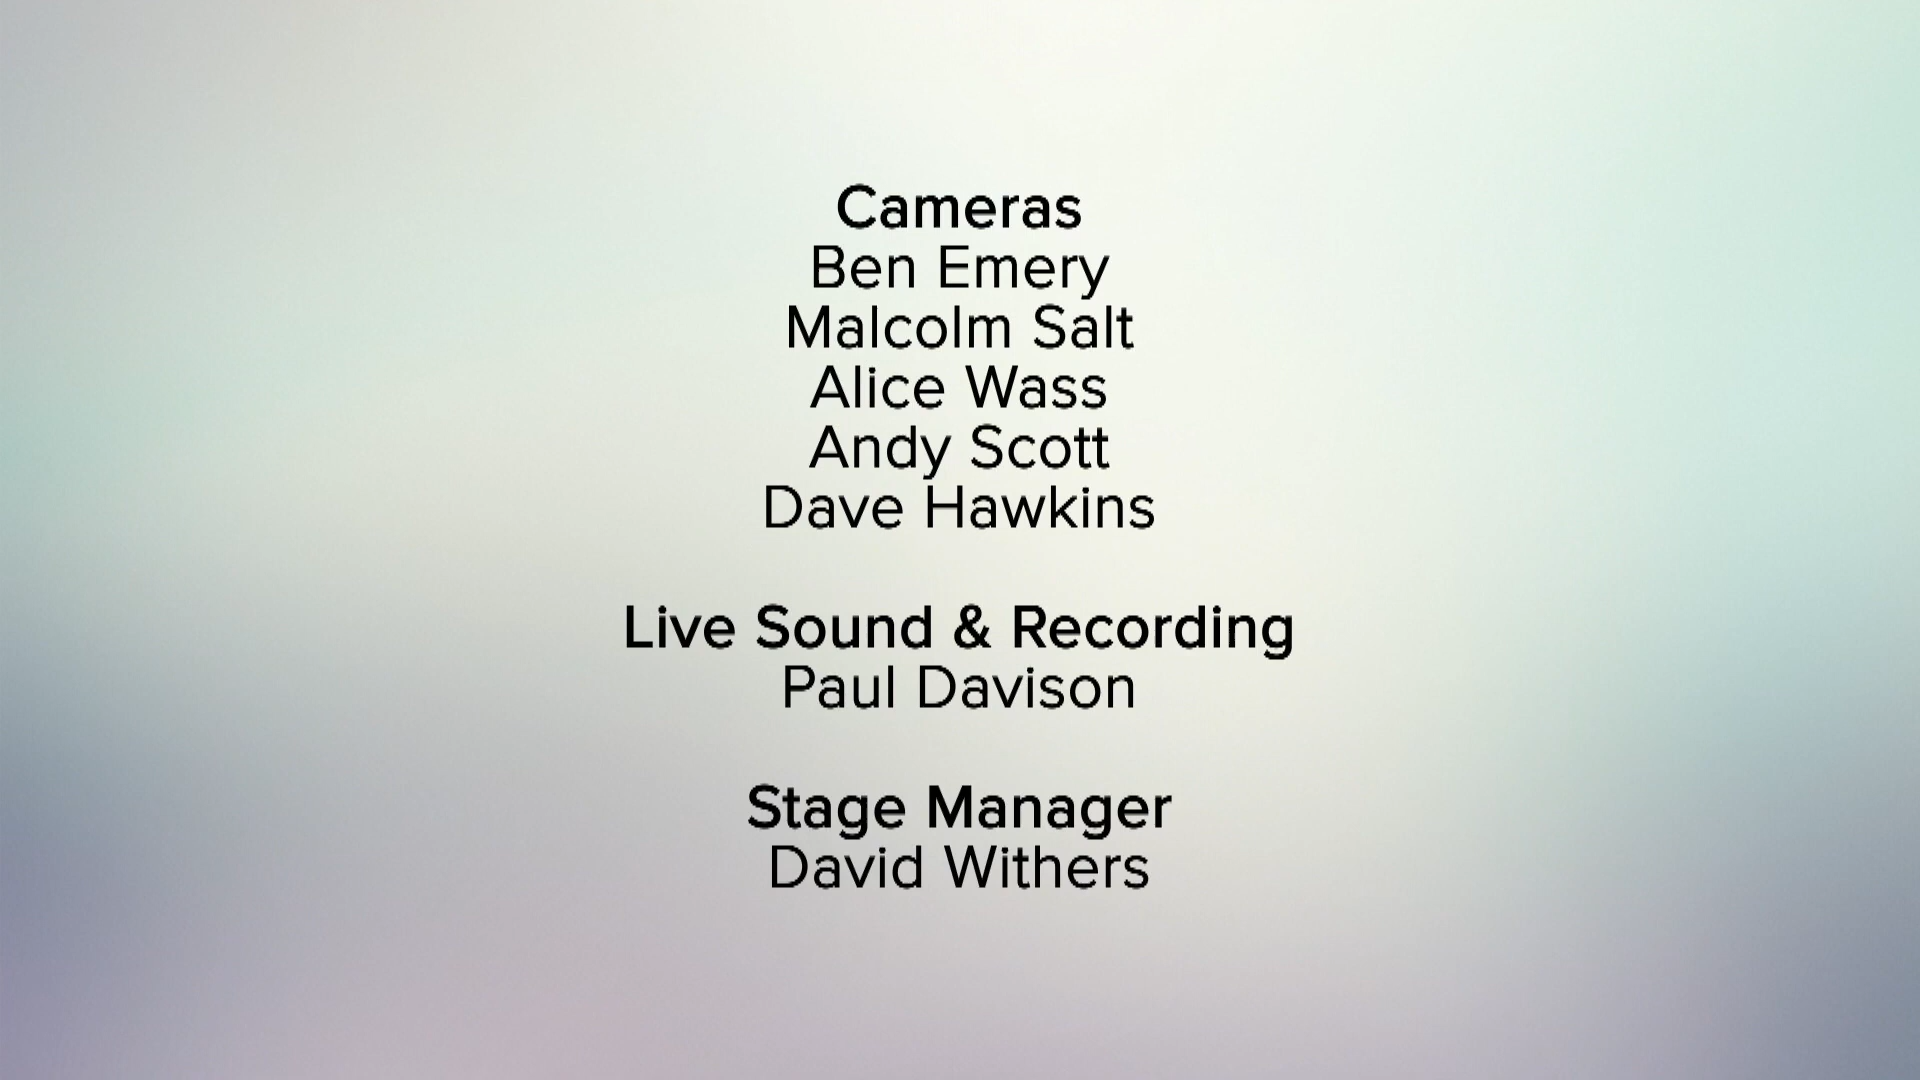 Cameras
Ben Emery
Malcolm Salt
Alice Wass
Andy Scott
Dave Hawkins
Live Sound & Recording
Paul Davison
Stage Manager
David Withers